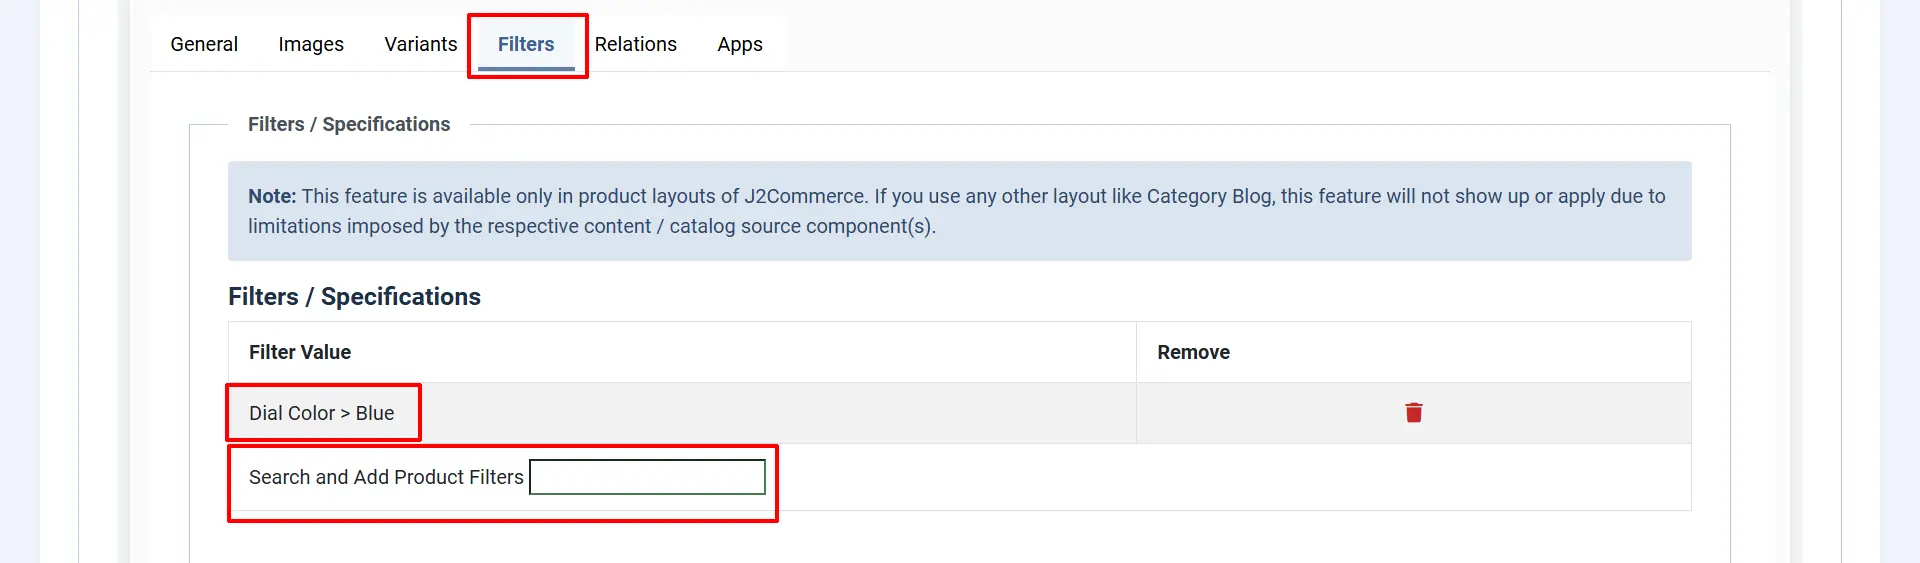 General Images Variants Filters Relations Apps
Filters / Specifications
Note: This feature is available only in product layouts of J2Commerce. If you use any other layout like Category Blog, this feature will not show up or apply due to
limitations imposed by the respective content / catalog source component(s).
Filters / Specifications
Filter Value Remove
Dial Color > Blue
Search and Add Product Filters